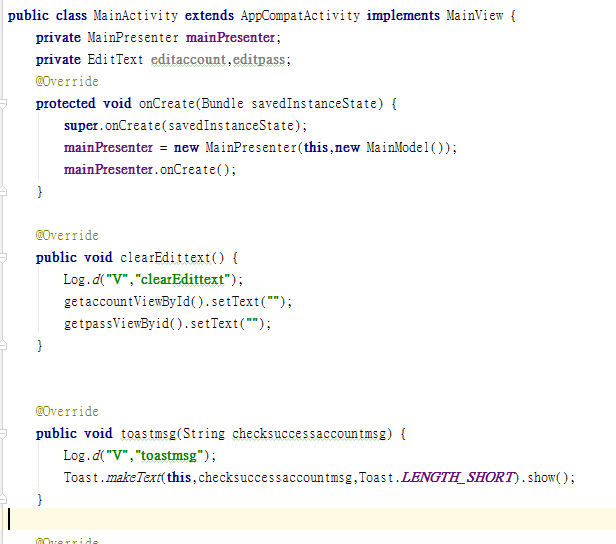 public class MainActivity extends AppCompatActivity implements MainView {
private MainPresenter mainPresenter;
private EditText editaccount,editpass;
@Override
protected void onCreate(Bundle savedInstanceState) {
super.onCreate(savedInstanceState);
mainPresenter = new MainPresenter(this,new MainModel());
mainPresenter.onCreate();
}
@Override
public void clearEdittext() {
Log.d("V","clearEdittext");
getaccountViewById().setText("");
getpassViewByid().setText("");
}
@Override
public void toastmsg(String checksuccessaccountmsg) {
Log.d("V","toastmsg");
Toast.makeText(this,checksuccessaccountmsg,Toast.LENGTH_SHORT).show();
}
@Override